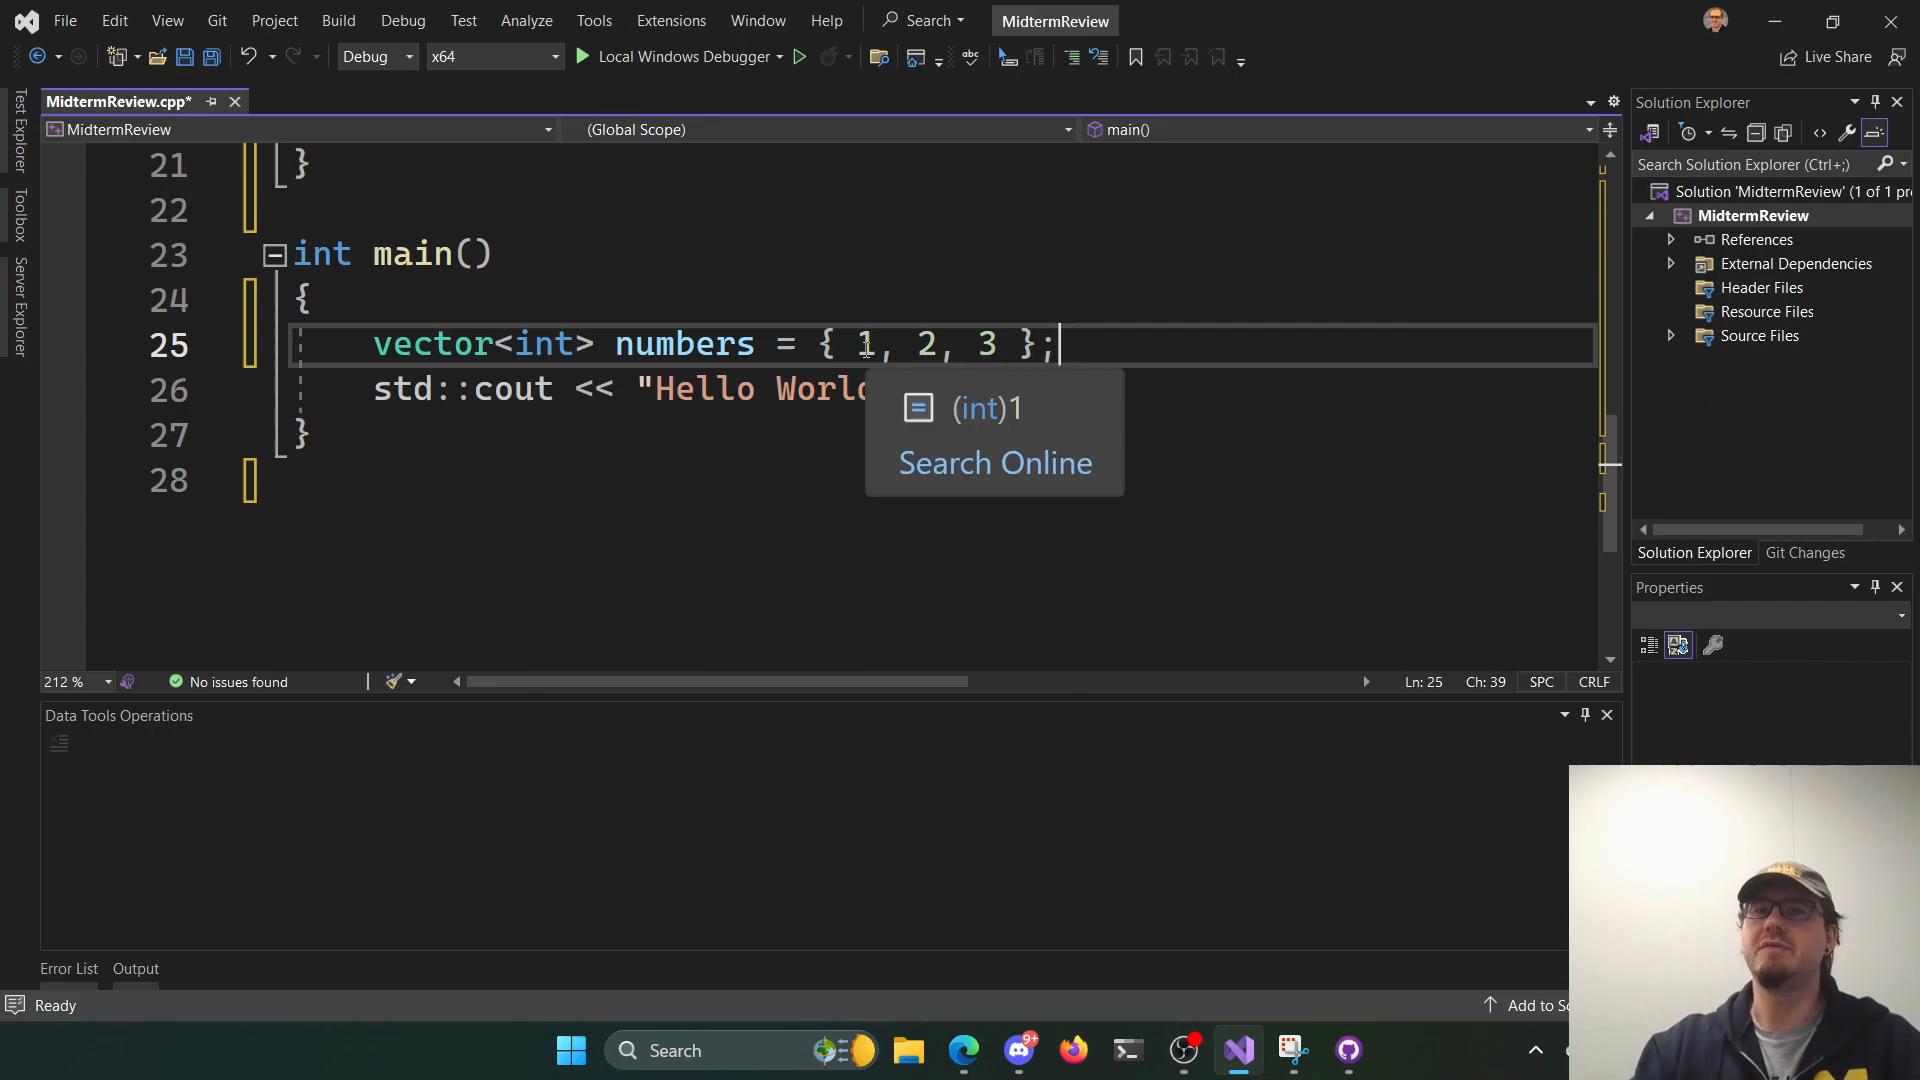 File Edit View Git Project Build Debug Test Analyze Tools Extensions Window Help Search MidtermReview
Debug x64 Local Windows Debugger Live Share
MidtermReview.cpp*
MidtermReview (Global Scope) main()
21 }
22
23 int main()
24 {
25 vector<int> numbers = { 1, 2, 3 };
26 std::cout << "Hello World
27 }
28
(int)1
Search Online
212 % No issues found Ln: 25 Ch: 39 SPC CRLF
Data Tools Operations
Error List Output
Ready Add to
Test Explorer
Toolbox
Server Explorer
Solution Explorer
Search Solution Explorer (Ctrl+;)
Solution 'MidtermReview' (1 of 1 pr
MidtermReview
References
External Dependencies
Header Files
Resource Files
Source Files
Solution Explorer Git Changes
Properties
Search
9+